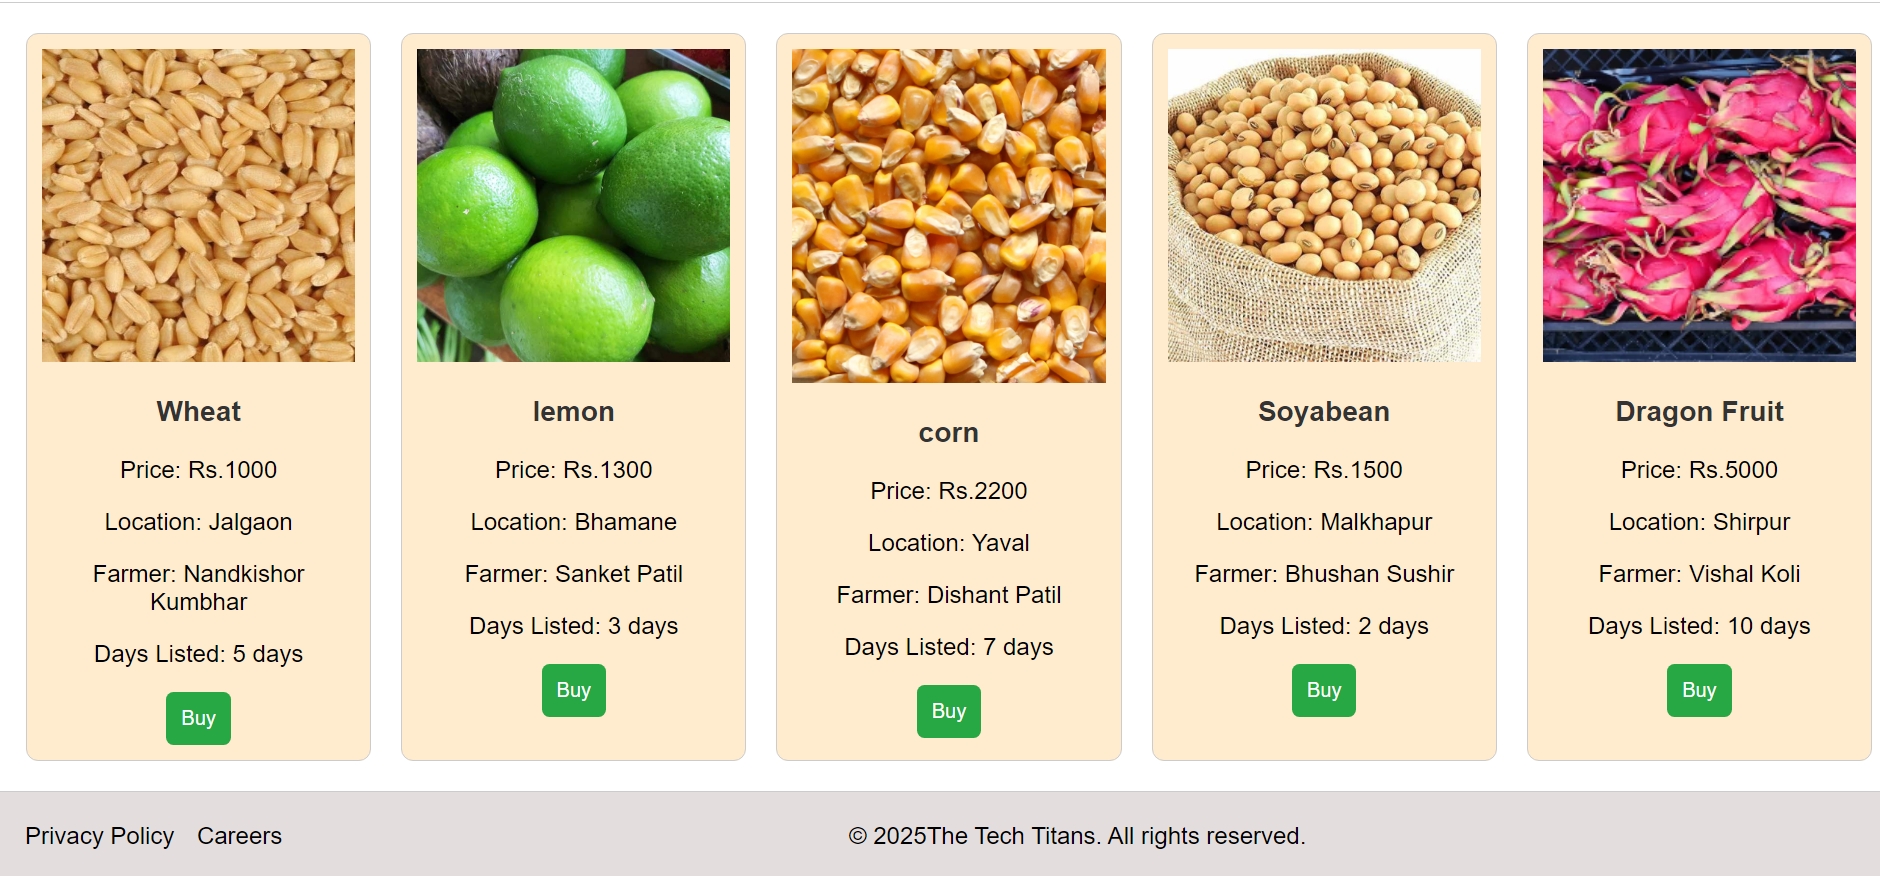 Wheat
Price: Rs.1000
Location: Jalgaon
Farmer: Nandkishor
Kumbhar
Days Listed: 5 days
Buy
lemon
Price: Rs.1300
Location: Bhamane
Farmer: Sanket Patil
Days Listed: 3 days
Buy
corn
Price: Rs.2200
Location: Yaval
Farmer: Dishant Patil
Days Listed: 7 days
Buy
Soyabean
Price: Rs.1500
Location: Malkhapur
Farmer: Bhushan Sushir
Days Listed: 2 days
Buy
Dragon Fruit
Price: Rs.5000
Location: Shirpur
Farmer: Vishal Koli
Days Listed: 10 days
Buy
Privacy Policy Careers
© 2025The Tech Titans. All rights reserved.